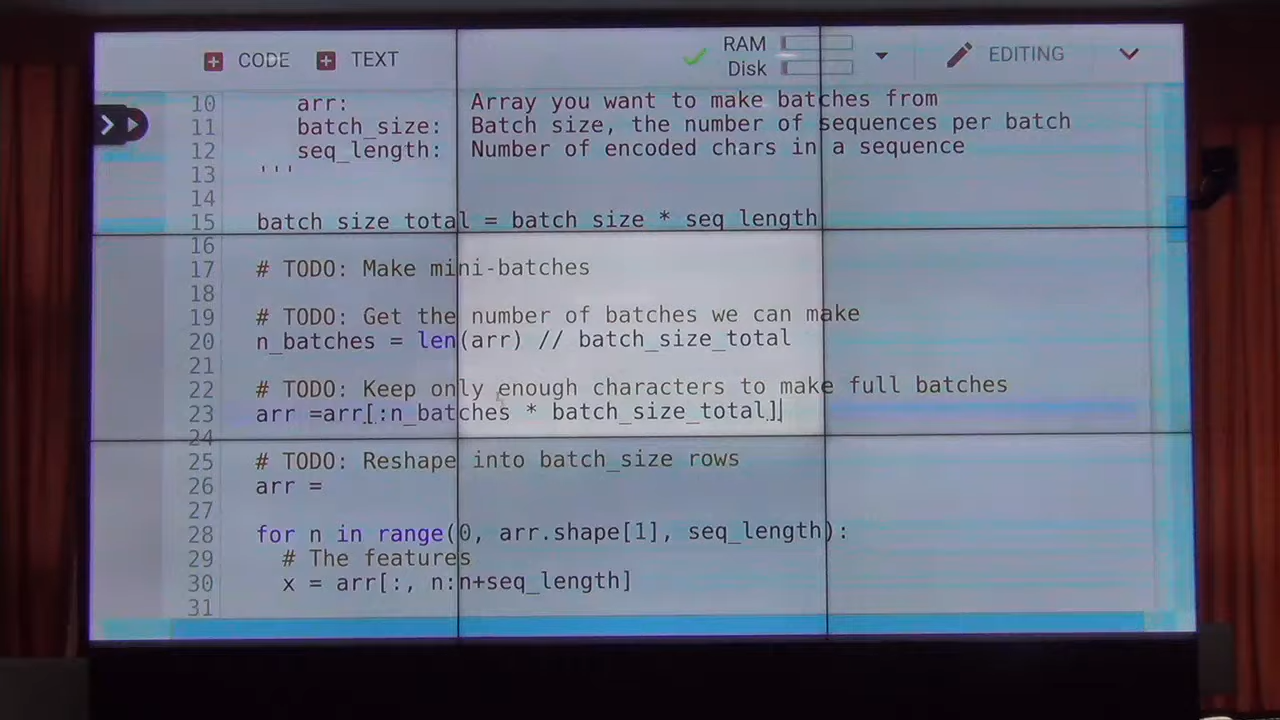 CODE TEXT RAM Disk EDITING
10 arr: Array you want to make batches from
11 batch_size: Batch size, the number of sequences per batch
12 seq_length: Number of encoded chars in a sequence
13 '''
14
15 batch size total = batch size * seq length
16
17 # TODO: Make mini-batches
18
19 # TODO: Get the number of batches we can make
20 n_batches = len(arr) // batch_size_total
21
22 # TODO: Keep only enough characters to make full batches
23 arr =arr[:n_batches * batch_size_total]
24
25 # TODO: Reshape into batch_size rows
26 arr =
27
28 for n in range(0, arr.shape[1], seq_length):
29 # The features
30 x = arr[:, n:n+seq_length]
31